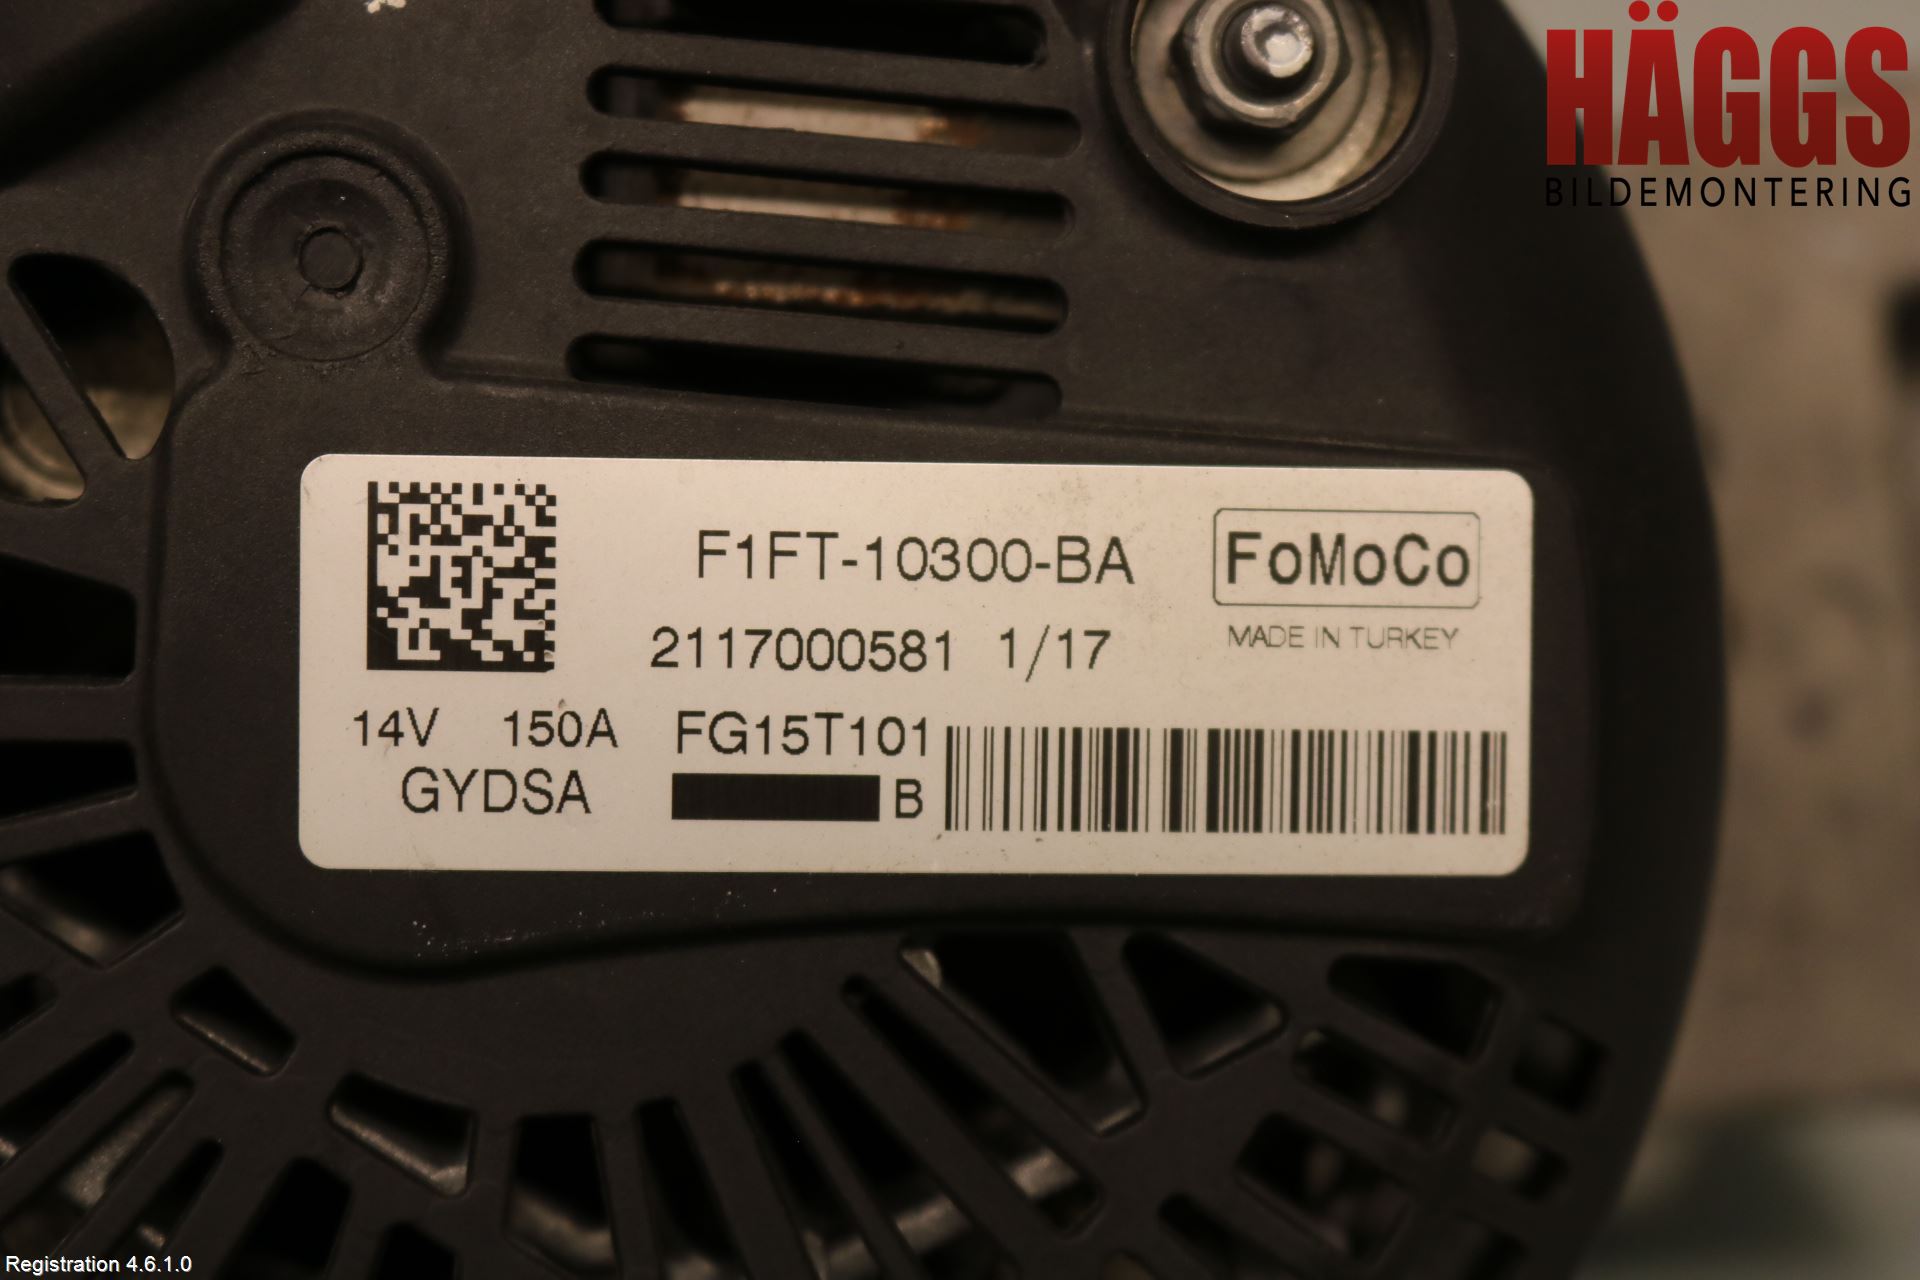 HÄGGS
BILDEMONTERING
F1FT-10300-BA
FoMoCo
MADE IN TURKEY
2117000581 1/17
14V 150A FG15T101
GYDSA B
Registration 4.6.1.0